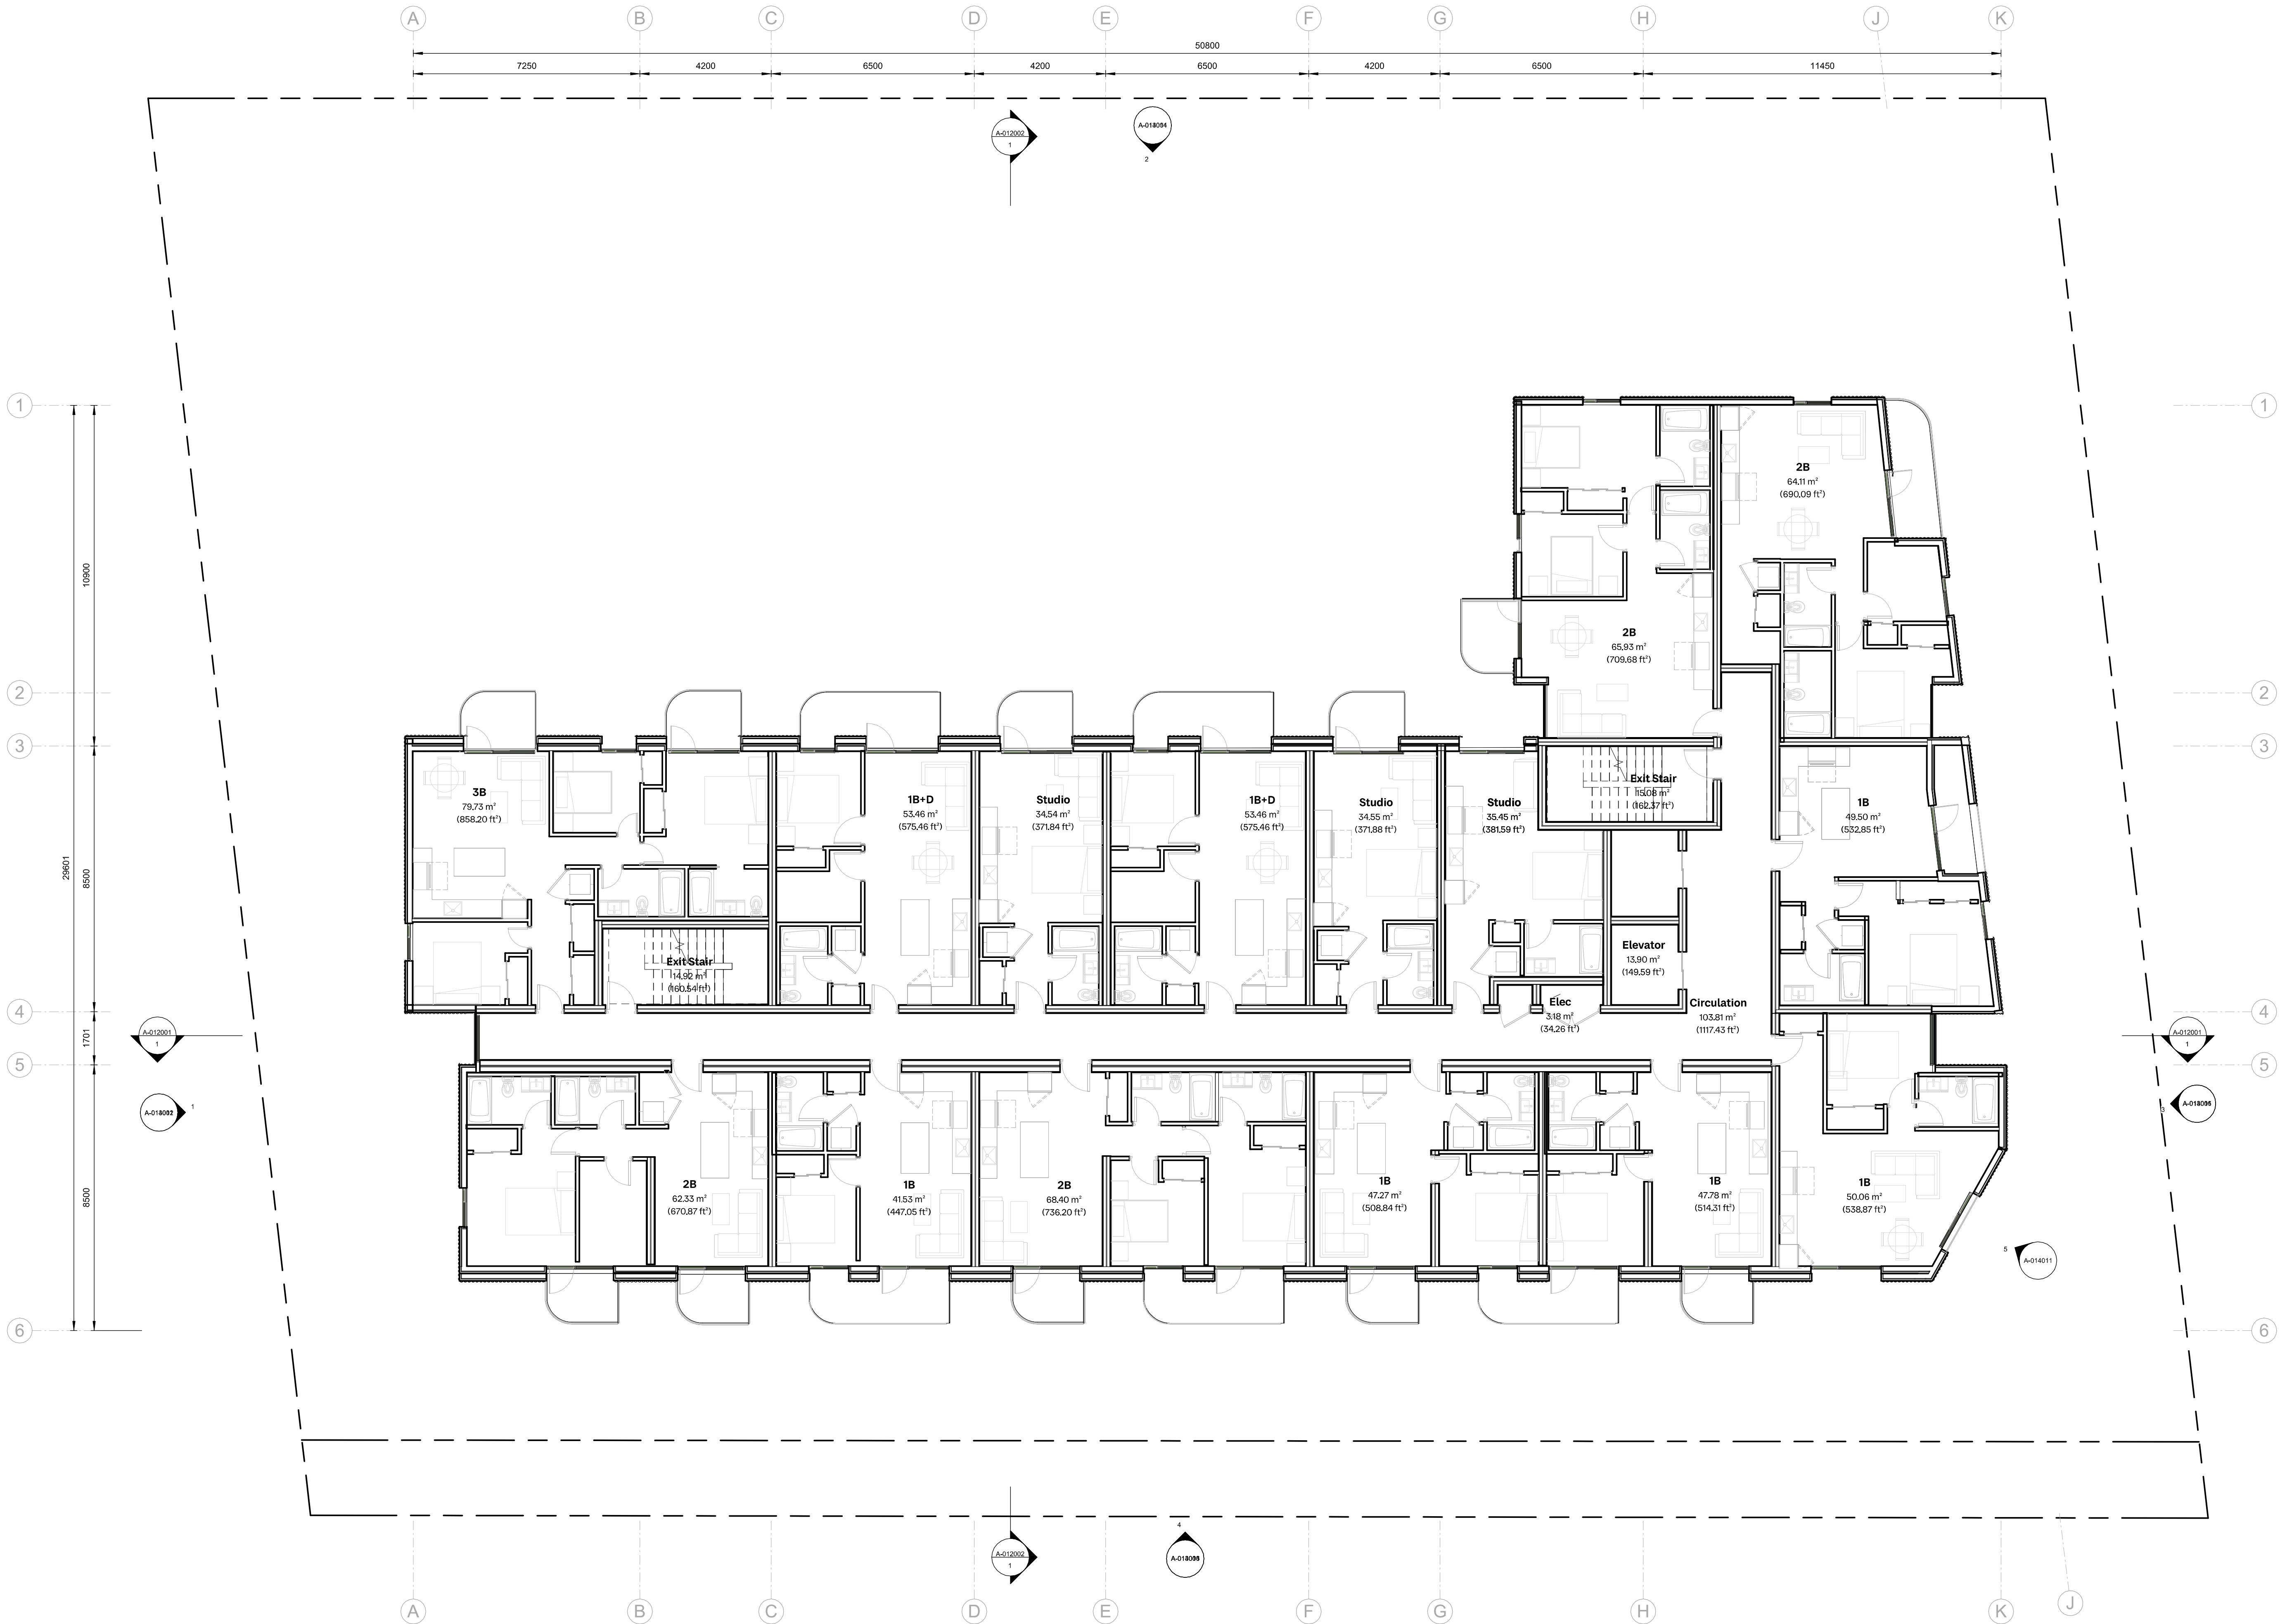 A B C D E F G H J K
50800
7250 4200 6500 4200 6500 4200 6500 11450
A-012002
1
2
1 1
10900
2B
64,11 m²
(690,09 ft²)
2B
65,93 m²
(709,68 ft²)
2 2
3 3
29601
8500
3B
79,73 m²
(858,20 ft²)
1B+D
53,46 m²
(575,46 ft²)
Studio
34,54 m²
(371,84 ft²)
1B+D
53,46 m²
(575,46 ft²)
Studio
34,55 m²
(371,88 ft²)
Studio
35,45 m²
(381,59 ft²)
Exit Stair
15,08 m²
(162,37 ft²)
1B
49,50 m²
(532,85 ft²)
Exit Stair
14,92 m²
(160,54 ft²)
Elevator
13,90 m²
(149,59 ft²)
Elec
3,18 m²
(34,26 ft²)
Circulation
103,81 m²
(1117,43 ft²)
4 4
1701
A-012001
1
A-012001
1
5 5
1
3
8500
2B
62,33 m²
(670,87 ft²)
1B
41,53 m²
(447,05 ft²)
2B
68,40 m²
(736,20 ft²)
1B
47,27 m²
(508,84 ft²)
1B
47,78 m²
(514,31 ft²)
1B
50,06 m²
(538,87 ft²)
5
A-014011
6 6
4
A-012002
1
A B C D E F G H J K